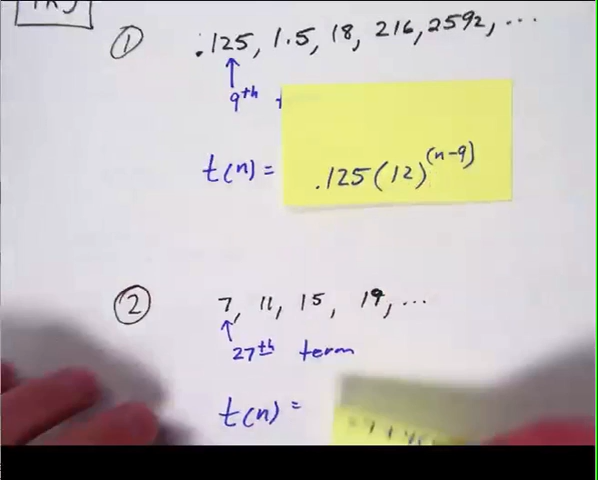 ① .125, 1.5, 18, 216, 2592, ...
↑
9th
t(n) = .125(12)^(n-9)
② 7, 11, 15, 19, ...
↑
27th term
t(n) =